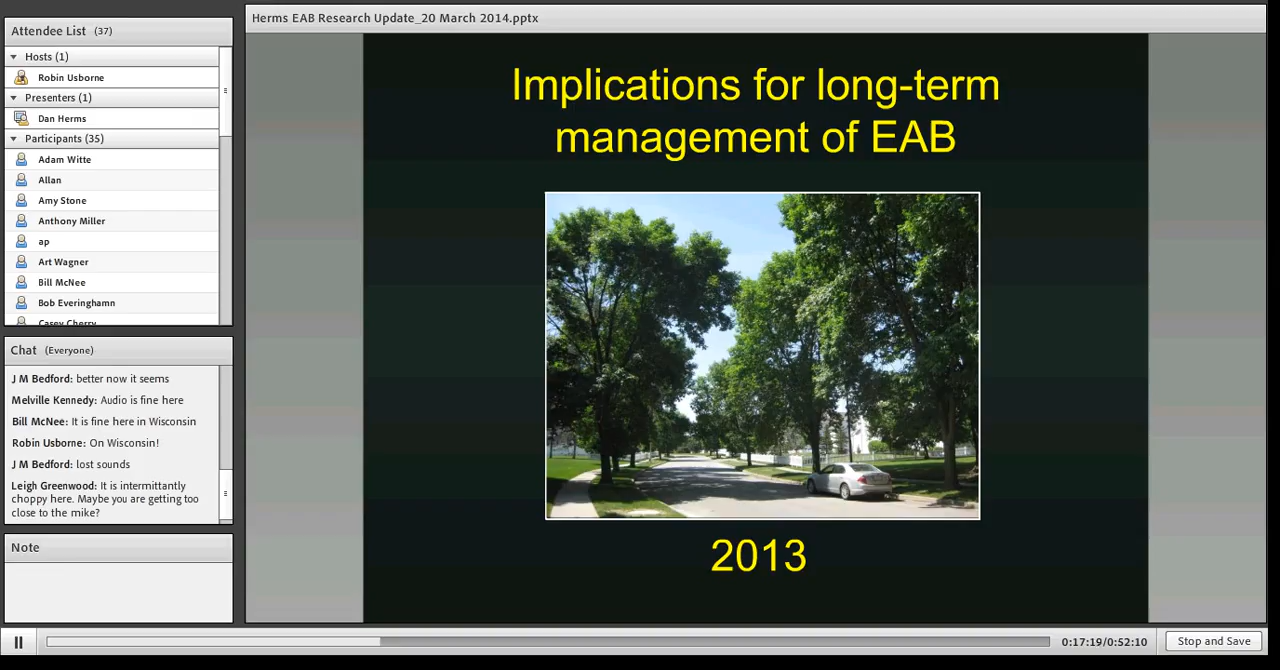 Herms EAB Research Update_20 March 2014.pptx
Attendee List (37)
Hosts (1)
Robin Usborne
Presenters (1)
Dan Herms
Participants (35)
Adam Witte
Allan
Amy Stone
Anthony Miller
ap
Art Wagner
Bill McNee
Bob Everinghamn
Casey Cherry
Chat (Everyone)
J M Bedford: better now it seems
Melville Kennedy: Audio is fine here
Bill McNee: It is fine here in Wisconsin
Robin Usborne: On Wisconsin!
J M Bedford: lost sounds
Leigh Greenwood: It is intermittantly
choppy here. Maybe you are getting too
close to the mike?
Note
Implications for long-term
management of EAB
2013
0:17:19/0:52:10
Stop and Save